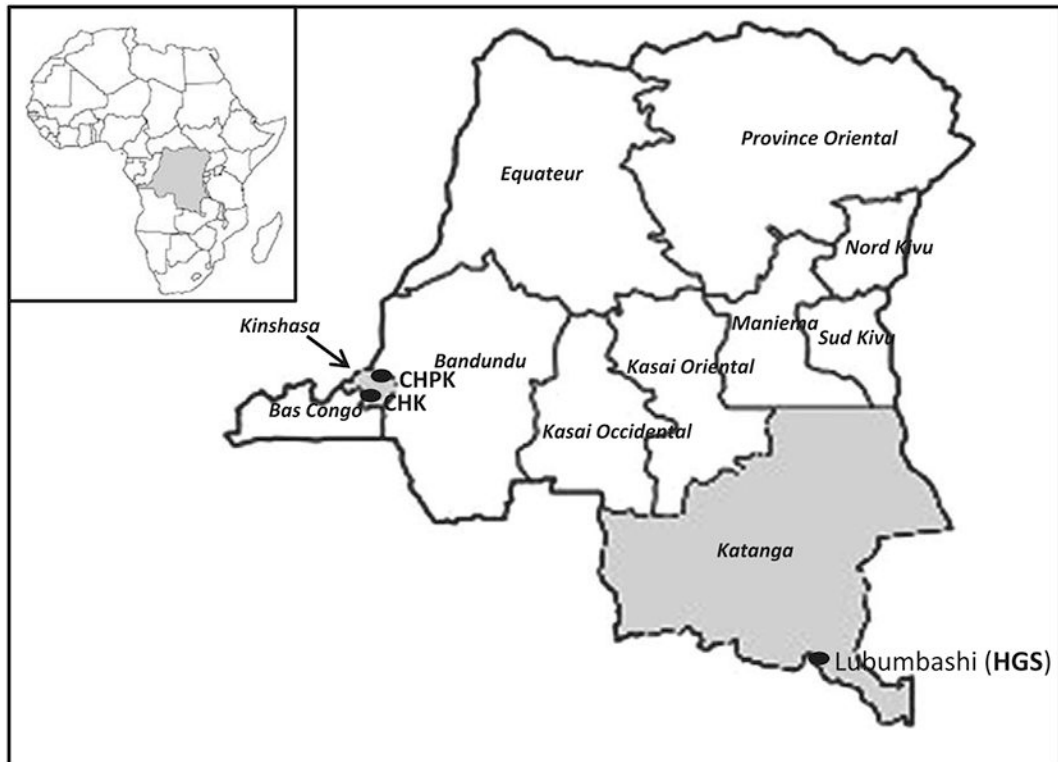 Province Oriental
Equateur
Nord Kivu
Kinshasa
Maniema
Sud Kivu
Bandundu
Kasai Oriental
CHPK
CHK
Bas Congo
Kasai Occidental
Katanga
Lubumbashi (HGS)